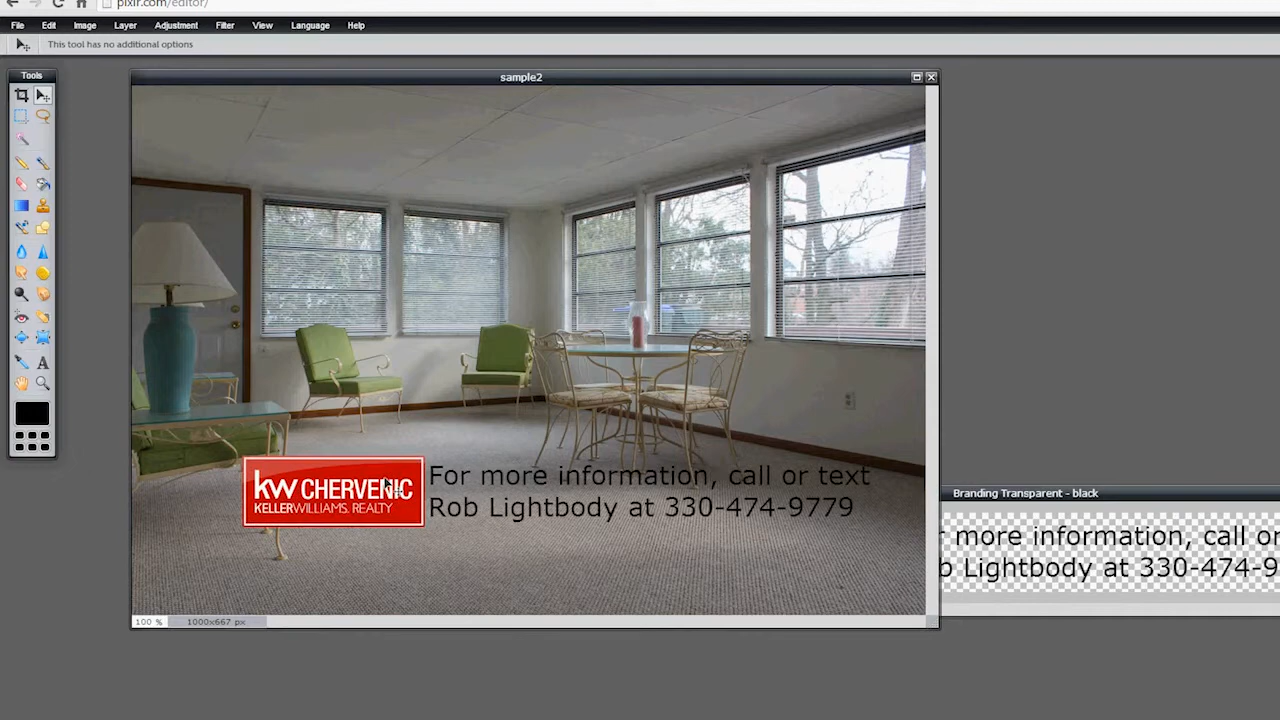 pixlr.com/editor/
File Edit Image Layer Adjustment Filter View Language Help
This tool has no additional options
Tools
sample2
kw CHERVENIC
KELLERWILLIAMS. REALTY
For more information, call or text
Rob Lightbody at 330-474-9779
Branding Transparent - black
more information, call or
Lightbody at 330-474-9
100 % 1000x667 px